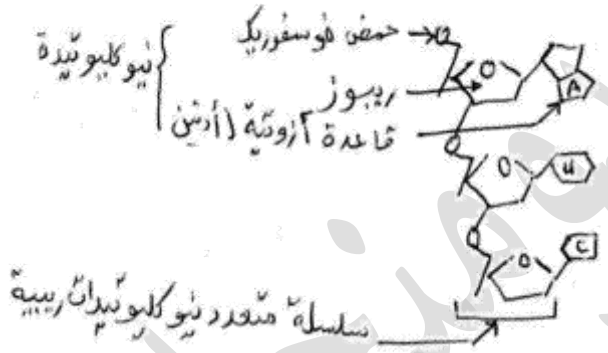 حمض فوسفوريك
نيوكليوتيدة
ريبوز
قاعدة آزوتية (أدنين
A
U
C
سلسلة متعدد نيوكليوتيدات ريبية